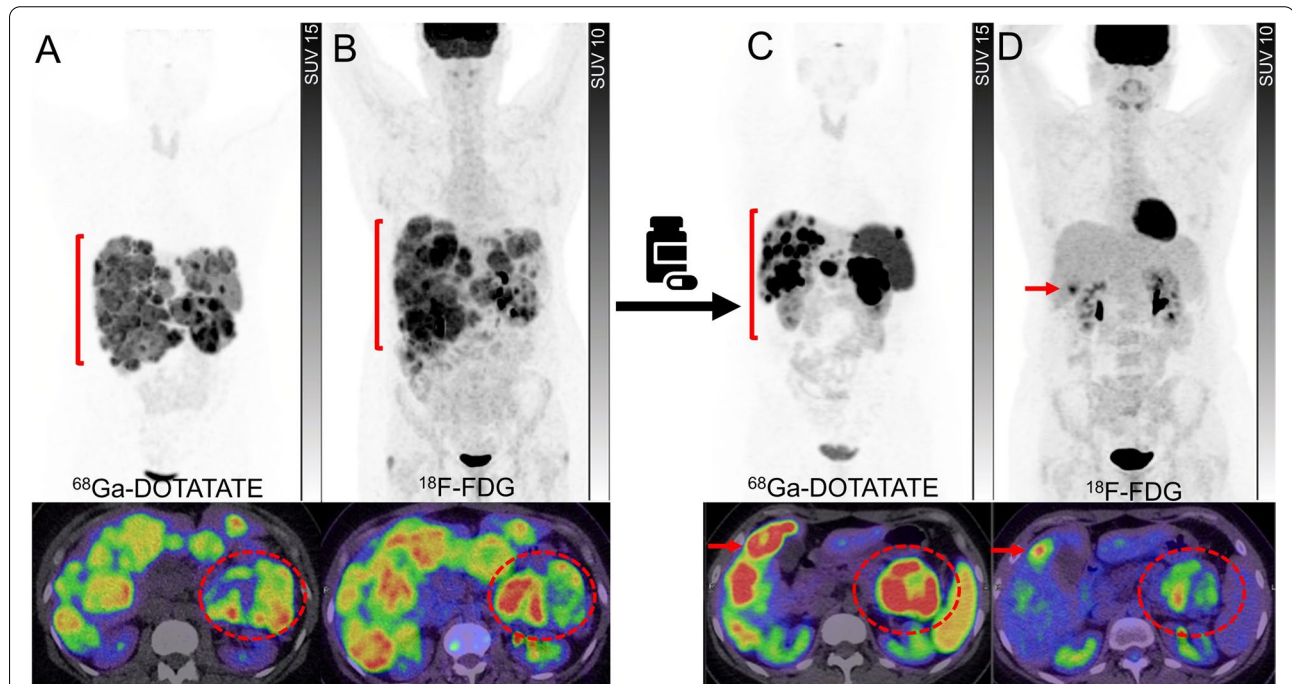 A
SUV 15
B
SUV 10
C
SUV 15
D
SUV 10
⁶⁸Ga-DOTATATE
¹⁸F-FDG
⁶⁸Ga-DOTATATE
¹⁸F-FDG